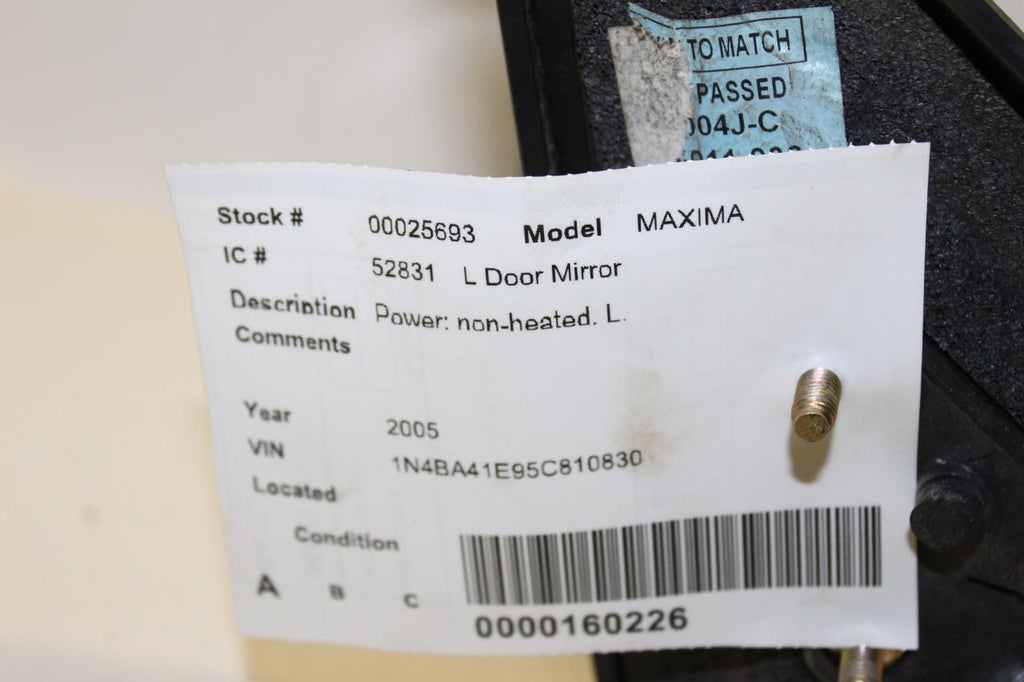 TO MATCH
PASSED
004J-C
Stock # 00025693 Model MAXIMA
IC # 52831 L Door Mirror
Description Power: non-heated. L.
Comments
Year 2005
VIN 1N4BA41E95C810830
Located
Condition
A B C
0000160226